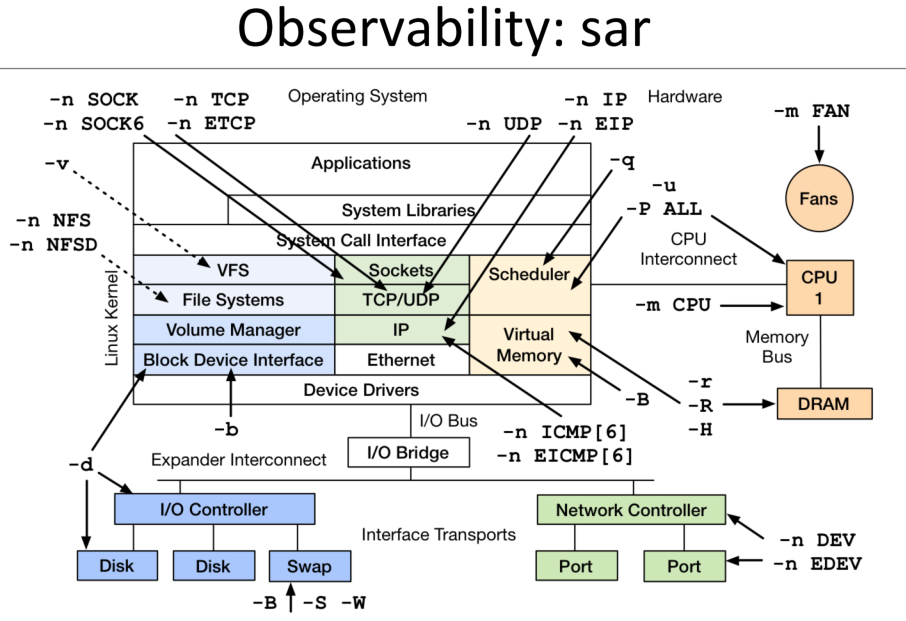 Observability: sar
-n SOCK
-n SOCK6
-n TCP
-n ETCP
Operating System
-n UDP
-n IP
-n EIP
Hardware
-m FAN
-v
-n NFS
-n NFSD
Applications
System Libraries
System Call Interface
-q
-u
-P ALL
Fans
Linux Kernel
VFS
Sockets
Scheduler
File Systems
TCP/UDP
Volume Manager
IP
Virtual
Memory
Block Device Interface
Ethernet
Device Drivers
CPU
Interconnect
CPU
1
-m CPU
Memory
Bus
-r
-R
-H
DRAM
-B
-b
-d
I/O Bus
-n ICMP[6]
-n EICMP[6]
Expander Interconnect
I/O Bridge
I/O Controller
Network Controller
Interface Transports
-n DEV
-n EDEV
Disk
Disk
Swap
Port
Port
-B
-S
-W